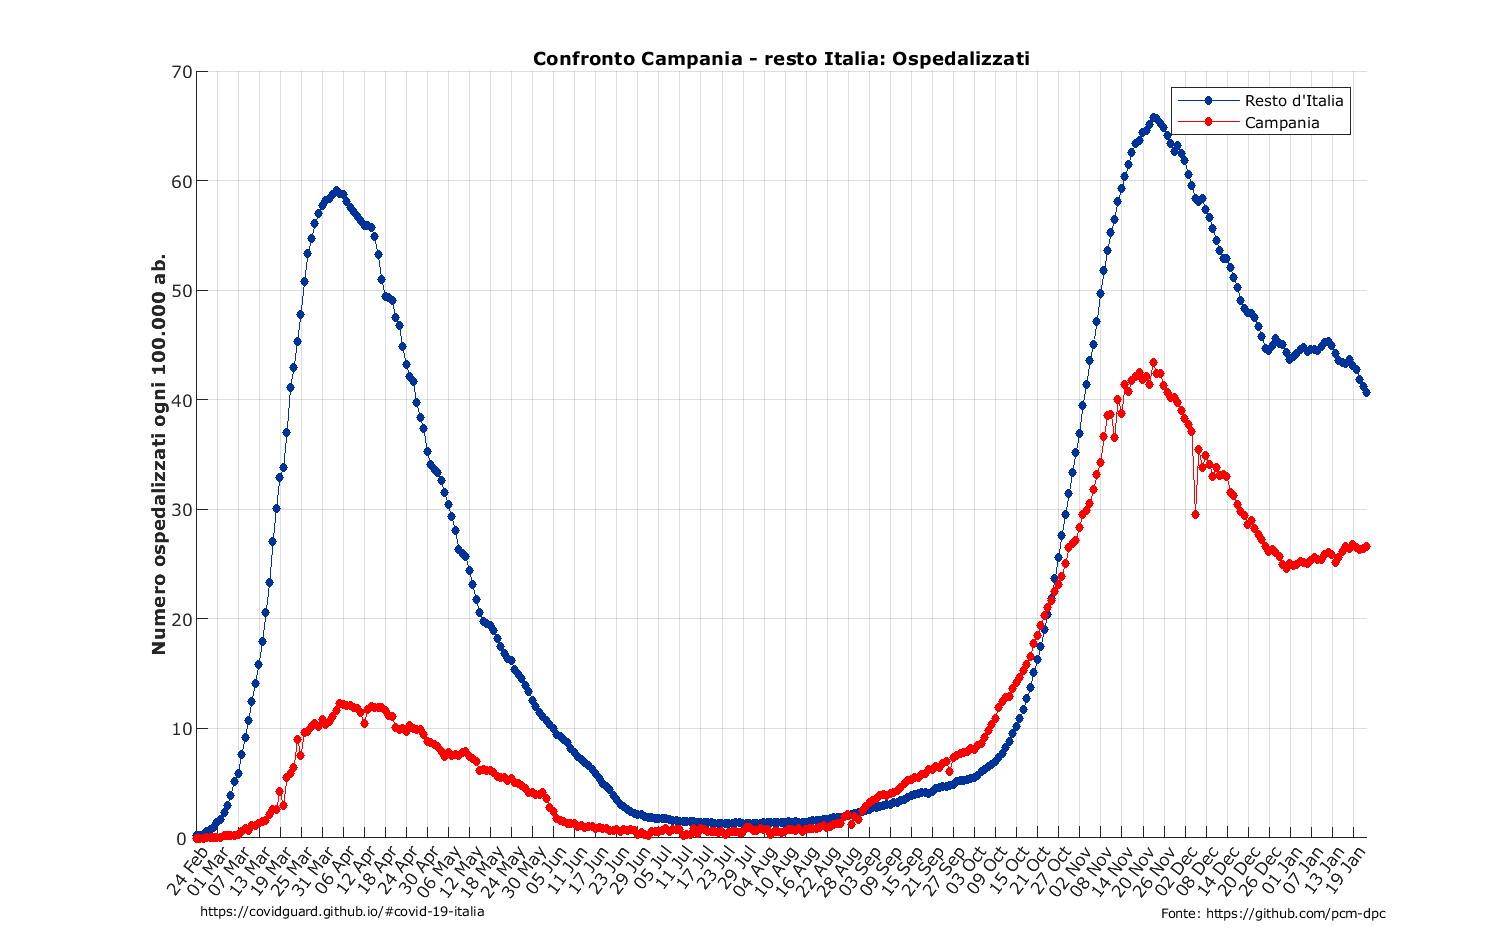 Confronto Campania - resto Italia: Ospedalizzati
Resto d'Italia
Campania
Numero ospedalizzati ogni 100.000 ab.
70
60
50
40
30
20
10
0
24 Feb
01 Mar
07 Mar
13 Mar
19 Mar
25 Mar
31 Mar
06 Apr
12 Apr
18 Apr
24 Apr
30 Apr
06 May
12 May
18 May
24 May
30 May
05 Jun
11 Jun
17 Jun
23 Jun
29 Jun
05 Jul
11 Jul
17 Jul
23 Jul
29 Jul
04 Aug
10 Aug
16 Aug
22 Aug
28 Aug
03 Sep
09 Sep
15 Sep
21 Sep
27 Sep
03 Oct
09 Oct
15 Oct
21 Oct
27 Oct
02 Nov
08 Nov
14 Nov
20 Nov
26 Nov
02 Dec
08 Dec
14 Dec
20 Dec
26 Dec
01 Jan
07 Jan
13 Jan
19 Jan
https://covidguard.github.io/#covid-19-italia
Fonte: https://github.com/pcm-dpc